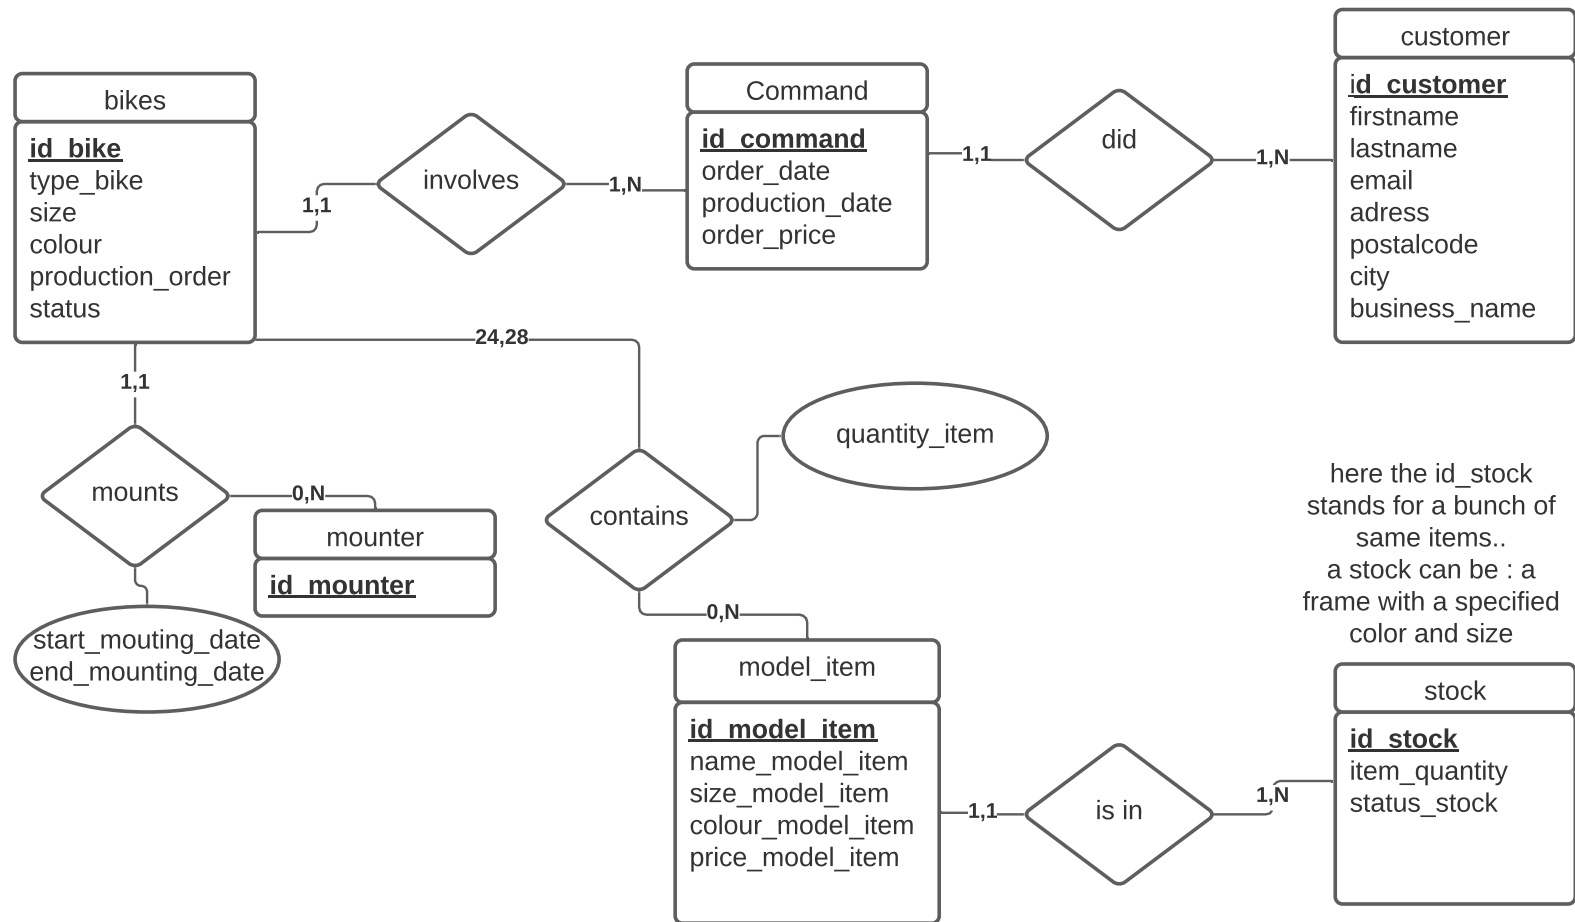 customer
id_customer
firstname
lastname
email
adress
postalcode
city
business_name
bikes
id_bike
type_bike
size
colour
production_order
status
Command
id_command
order_date
production_date
order_price
involves
did
1,1
1,N
1,1
1,N
24,28
1,1
mounts
0,N
mounter
id_mounter
start_mouting_date
end_mounting_date
contains
quantity_item
0,N
model_item
id_model_item
name_model_item
size_model_item
colour_model_item
price_model_item
1,1
is in
1,N
here the id_stock
stands for a bunch of
same items..
a stock can be : a
frame with a specified
color and size
stock
id_stock
item_quantity
status_stock